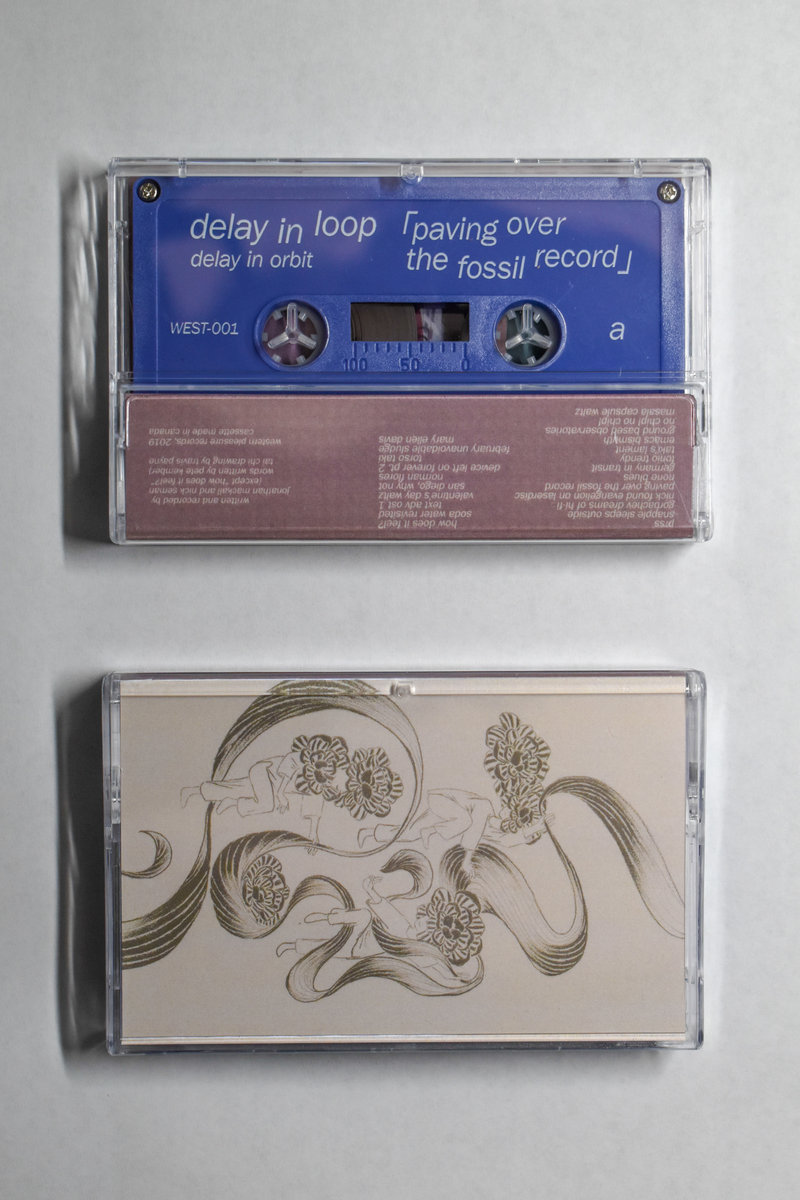 delay in loop
delay in orbit
「paving over
the fossil record」
WEST-001
a
100 50 0
snapple sleeps outside
gorbachev dreams of hi-fi
nick found evangelion on laserdisc
paving over the fossil record
none blues
germany in transit
tokio trendy
taki's lament
emacs
ground based observatories
no chip! no chip!
masala capsule waltz
how does it feel?
soda water revisited
text adv ost 1
valentine's day waltz
san diego, why not
norman flores
device left on forever, pt. 2
torso taki
february unavoidable sludge
mary ellen davis
written and recorded by
jonathan mackall and nick seman
(except "how does it feel?"
words written by pete kember)
tai chi drawing by travis payne
western pleasure records, 2019
cassette made in canada